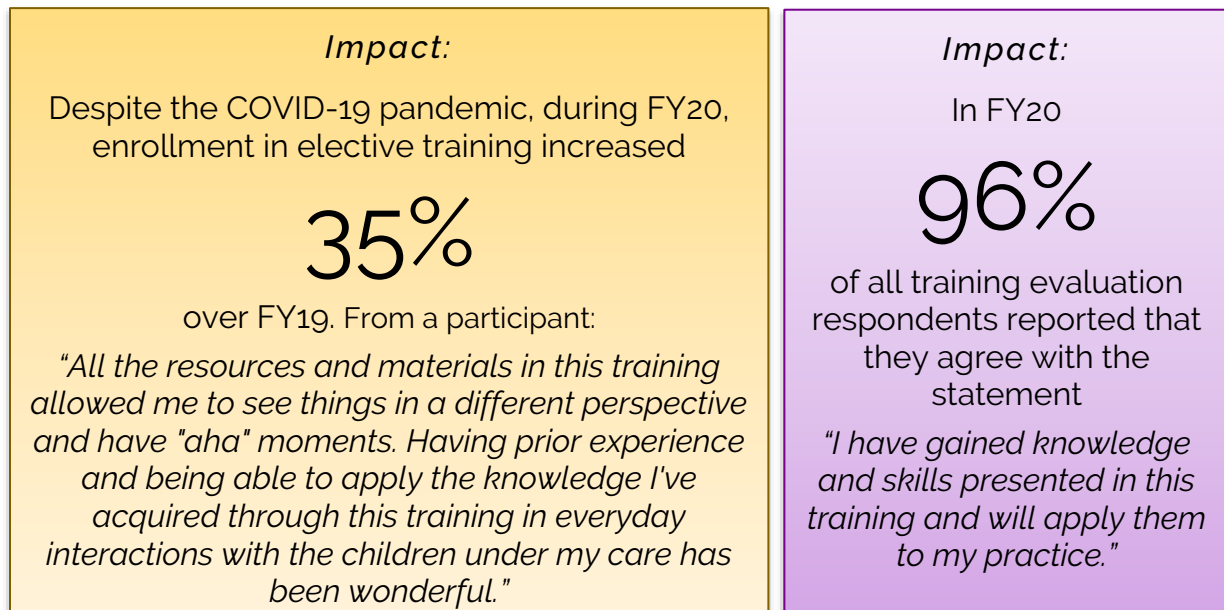 Impact:
Despite the COVID-19 pandemic, during FY20,
enrollment in elective training increased
35%
over FY19. From a participant:
“All the resources and materials in this training
allowed me to see things in a different perspective
and have "aha" moments. Having prior experience
and being able to apply the knowledge I've
acquired through this training in everyday
interactions with the children under my care has
been wonderful.”
Impact:
In FY20
96%
of all training evaluation
respondents reported that
they agree with the
statement
“I have gained knowledge
and skills presented in this
training and will apply them
to my practice.”